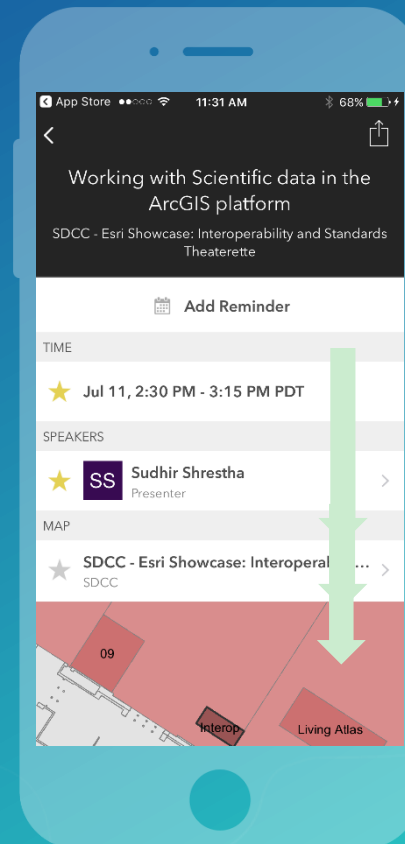 App Store 11:31 AM 68%
Working with Scientific data in the
ArcGIS platform
SDCC - Esri Showcase: Interoperability and Standards
Theaterette
Add Reminder
TIME
Jul 11, 2:30 PM - 3:15 PM PDT
SPEAKERS
SS Sudhir Shrestha
Presenter
MAP
SDCC - Esri Showcase: ...
SDCC
09
Interop
Living Atlas